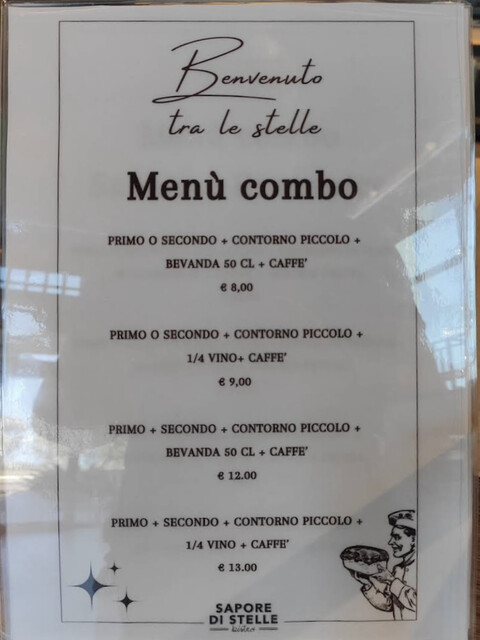 Benvenuto
tra le stelle
Menù combo
PRIMO O SECONDO + CONTORNO PICCOLO +
BEVANDA 50 CL + CAFFE'
€ 8,00
PRIMO O SECONDO + CONTORNO PICCOLO +
1/4 VINO+ CAFFE'
€ 9,00
PRIMO + SECONDO + CONTORNO PICCOLO +
BEVANDA 50 CL + CAFFE'
€ 12.00
PRIMO + SECONDO + CONTORNO PICCOLO +
1/4 VINO + CAFFE'
€ 13.00
SAPORE
DI STELLE
bistrot